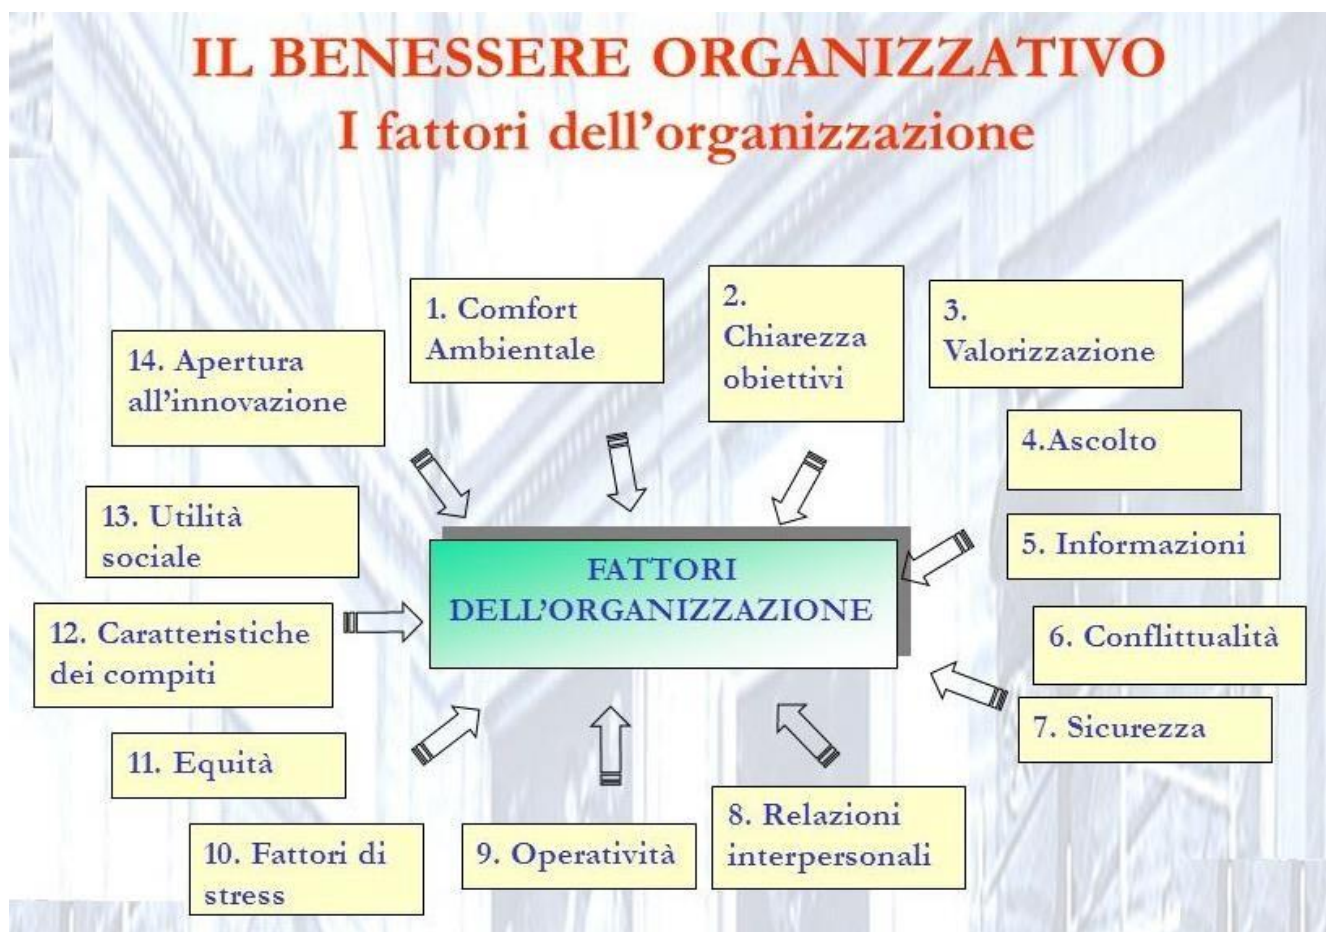 IL BENESSERE ORGANIZZATIVO
I fattori dell'organizzazione
1. Comfort
Ambientale
2.
Chiarezza
obiettivi
3.
Valorizzazione
4.Ascolto
5. Informazioni
6. Conflittualità
7. Sicurezza
8. Relazioni
interpersonali
9. Operatività
10. Fattori di
stress
11. Equità
12. Caratteristiche
dei compiti
13. Utilità
sociale
14. Apertura
all'innovazione
FATTORI
DELL'ORGANIZZAZIONE